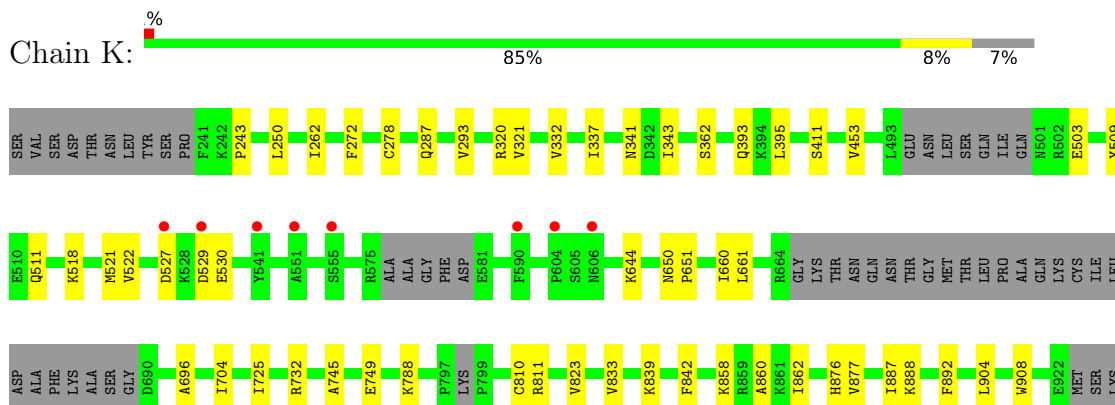 .%
Chain K:
85% 8% 7%
SER VAL SER ASP THR ASN LEU TYR SER PRO F241 K242 P243 L250 I262 F272 C278 Q287 V293 R320 V321 V332 I337 N341 D342 I343 S362 Q393 K394 L395 S411 V453 L493 GLU ASN LEU SER GLN ILE GLN N501 R502 E503
E510 Q511 K518 M521 V522 D527 K528 D529 E530 Y541 A551 S555 R575 ALA ALA GLY PHE ASP E581 F590 P604 S605 N606 K644 N650 P651 I660 L661 R664 GLY LYS THR ASN GLN ASN THR GLY MET THR LEU PRO ALA GLN LYS CYS ILE LEU
ASP ALA PHE LYS ALA SER GLY D690 A696 I704 I725 R732 A745 E749 K788 P797 LYS P799 C810 R811 V823 V833 K839 F842 K858 R859 A860 K861 I862 H876 V877 I887 K888 F892 L904 W908 E922 MET SER LYS